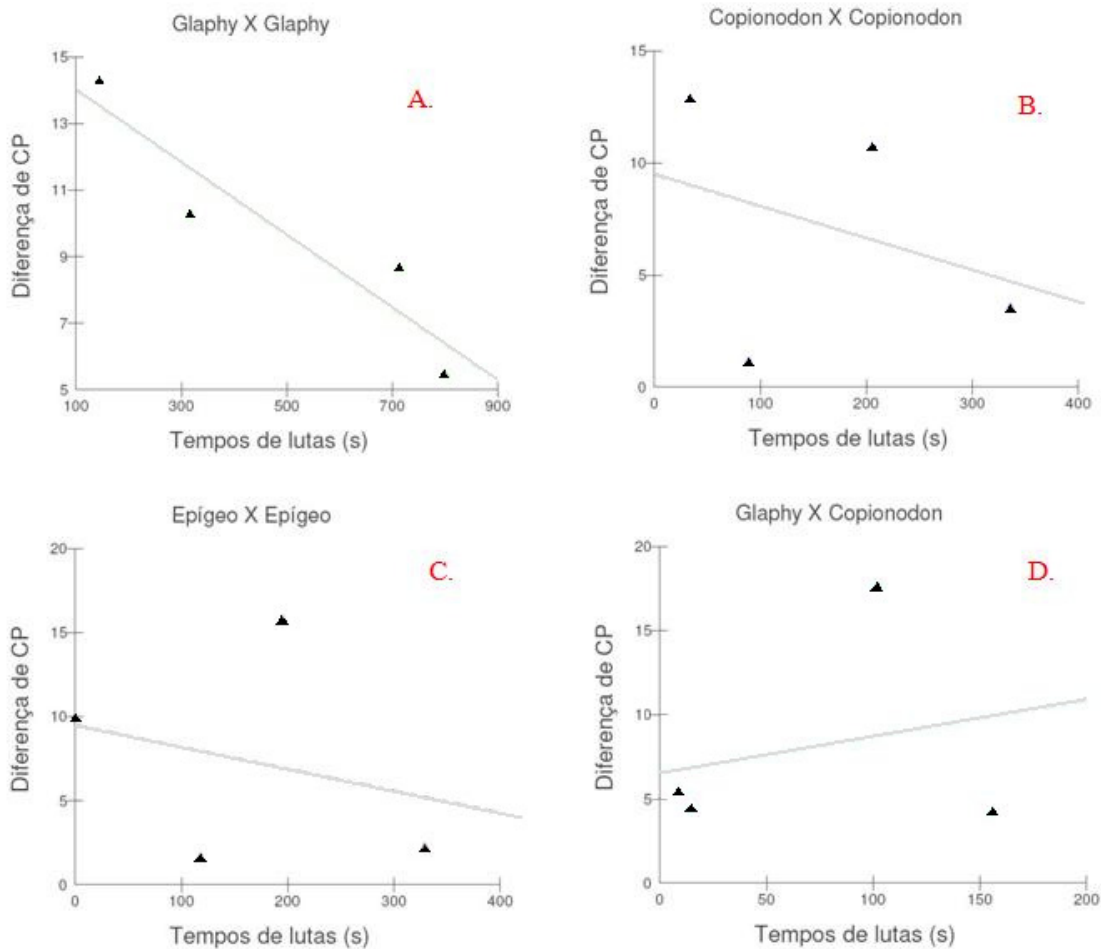 Glaphy X Glaphy
A.
Diferença de CP
15
13
11
9
7
5
100
300
500
700
900
Tempos de lutas (s)
Copionodon X Copionodon
B.
Diferença de CP
15
10
5
0
0
100
200
300
400
Tempos de lutas (s)
Epígeo X Epígeo
C.
Diferença de CP
20
15
10
5
0
0
100
200
300
400
Tempos de lutas (s)
Glaphy X Copionodon
D.
Diferença de CP
20
15
10
5
0
0
50
100
150
200
Tempos de lutas (s)